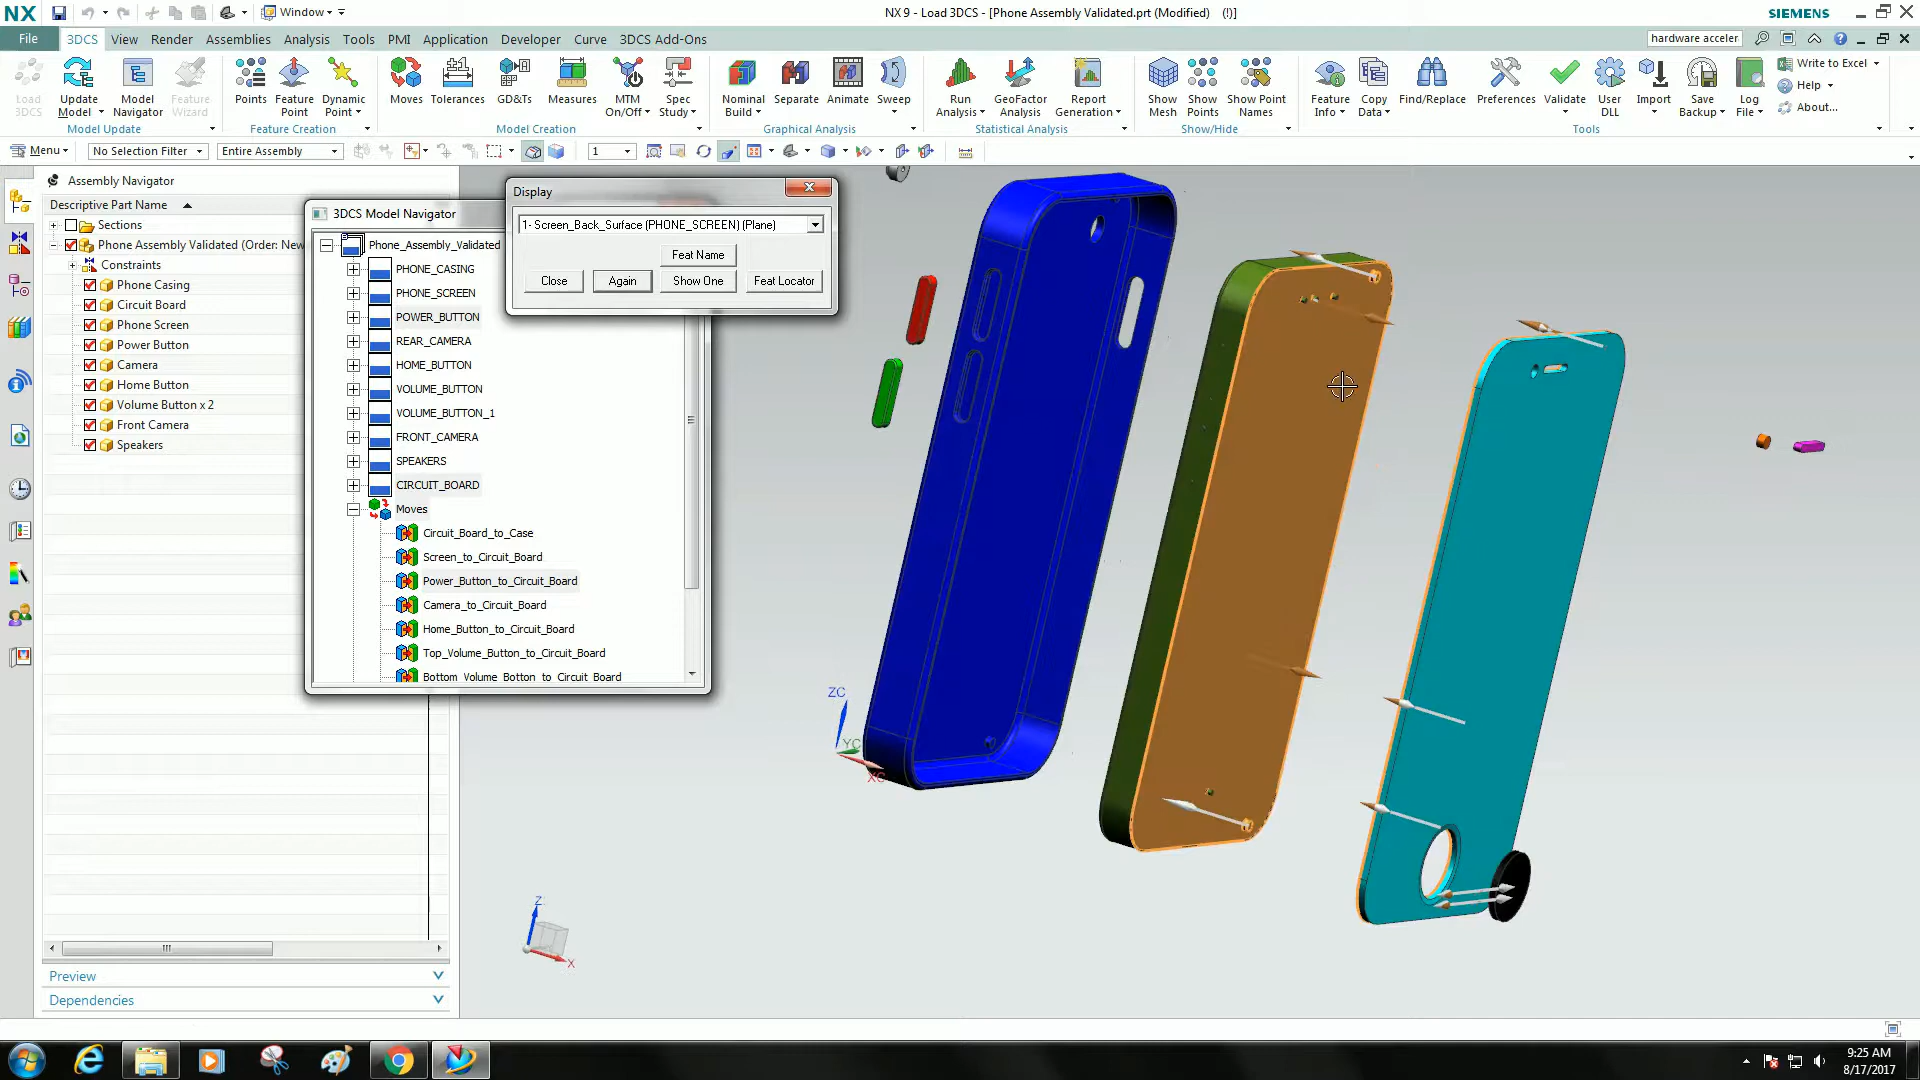 NX
Window
NX 9 - Load 3DCS - [Phone Assembly Validated.prt (Modified) (!)]
SIEMENS
File
3DCS
View
Render
Assemblies
Analysis
Tools
PMI
Application
Developer
Curve
3DCS Add-Ons
hardware acceler
Load 3DCS
Update Model
Model Navigator
Feature Wizard
Points
Feature Point
Dynamic Point
Moves
Tolerances
GD&Ts
Measures
MTM On/Off
Spec Study
Nominal Build
Separate
Animate
Sweep
Run Analysis
GeoFactor Analysis
Report Generation
Show Mesh
Show Points
Show Point Names
Feature Info
Copy Data
Find/Replace
Preferences
Validate
User DLL
Import
Save Backup
Log File
Write to Excel
Help
About...
Model Update
Feature Creation
Model Creation
Graphical Analysis
Statistical Analysis
Show/Hide
Tools
Menu
No Selection Filter
Entire Assembly
1
Assembly Navigator
Descriptive Part Name
Sections
Phone Assembly Validated (Order: New
Constraints
Phone Casing
Circuit Board
Phone Screen
Power Button
Camera
Home Button
Volume Button x 2
Front Camera
Speakers
Preview
Dependencies
3DCS Model Navigator
Phone_Assembly_Validated
PHONE_CASING
PHONE_SCREEN
POWER_BUTTON
REAR_CAMERA
HOME_BUTTON
VOLUME_BUTTON
VOLUME_BUTTON_1
FRONT_CAMERA
SPEAKERS
CIRCUIT_BOARD
Moves
Circuit_Board_to_Case
Screen_to_Circuit_Board
Power_Button_to_Circuit_Board
Camera_to_Circuit_Board
Home_Button_to_Circuit_Board
Top_Volume_Button_to_Circuit_Board
Bottom_Volume_Botton_to_Circuit_Board
Display
1- Screen_Back_Surface (PHONE_SCREEN) (Plane)
Feat Name
Close
Again
Show One
Feat Locator
ZC
YC
XC
Z
X
9:25 AM
8/17/2017